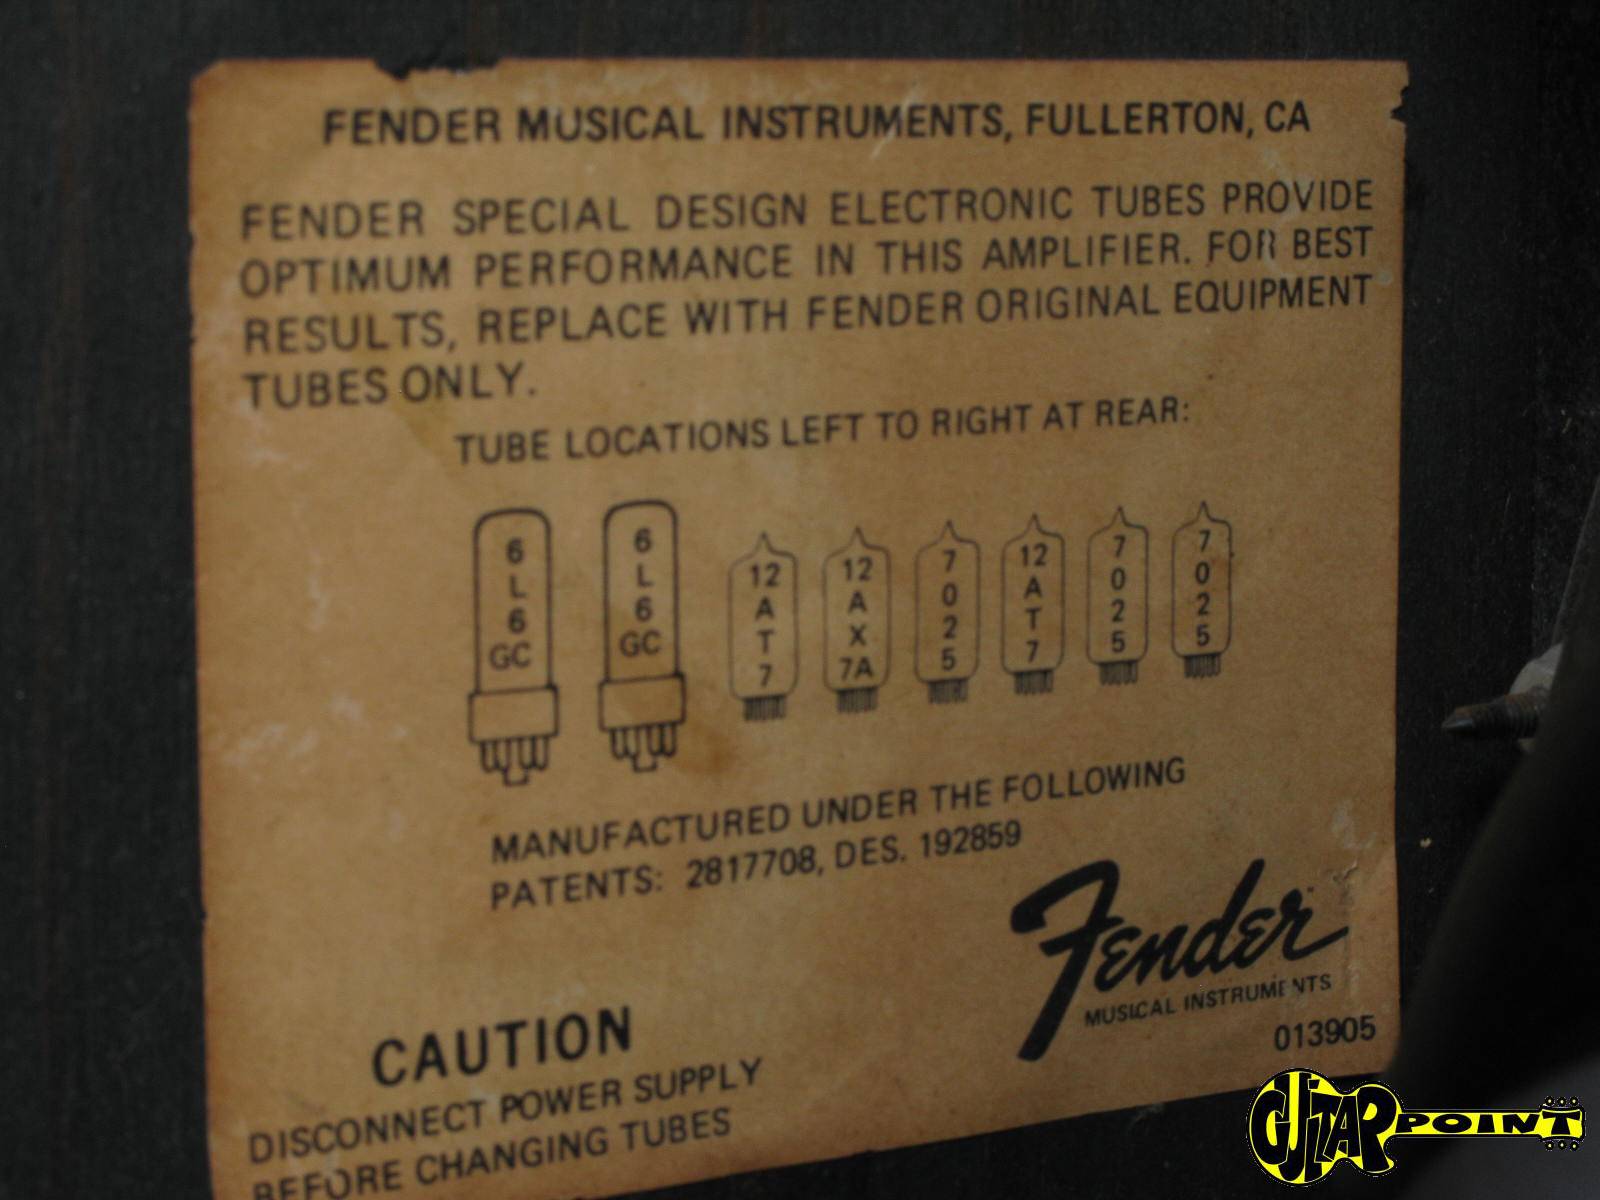 FENDER MUSICAL INSTRUMENTS, FULLERTON, CA
FENDER SPECIAL DESIGN ELECTRONIC TUBES PROVIDE
OPTIMUM PERFORMANCE IN THIS AMPLIFIER. FOR BEST
RESULTS, REPLACE WITH FENDER ORIGINAL EQUIPMENT
TUBES ONLY.
TUBE LOCATIONS LEFT TO RIGHT AT REAR:
6L6GC 6L6GC 12AT7 12AX7A 7025 12AT7 7025 7025
MANUFACTURED UNDER THE FOLLOWING
PATENTS: 2817708, DES. 192859
Fender
MUSICAL INSTRUMENTS
013905
CAUTION
DISCONNECT POWER SUPPLY
BEFORE CHANGING TUBES
GUITAR POINT